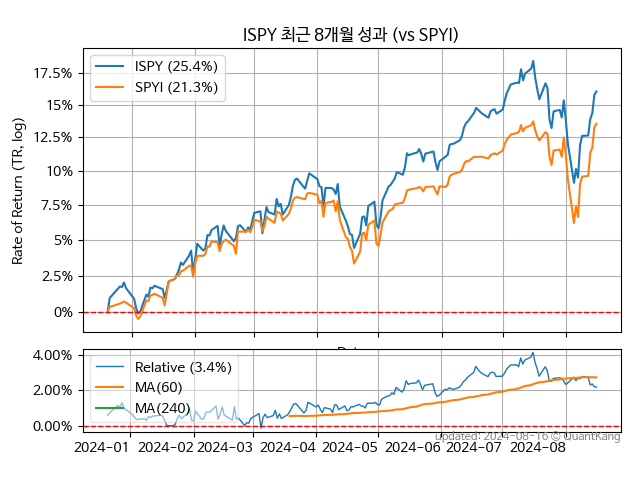 ISPY 최근 8개월 성과 (vs SPYI)
Rate of Return (TR, log)
17.5%
15%
12.5%
10%
7.5%
5%
2.5%
0%
ISPY (25.4%)
SPYI (21.3%)
4.00%
2.00%
0.00%
Relative (3.4%)
MA(60)
MA(240)
2024-01 2024-02 2024-03 2024-04 2024-05 2024-06 2024-07 2024-08
updated: 2024-08-16 © QuantKang